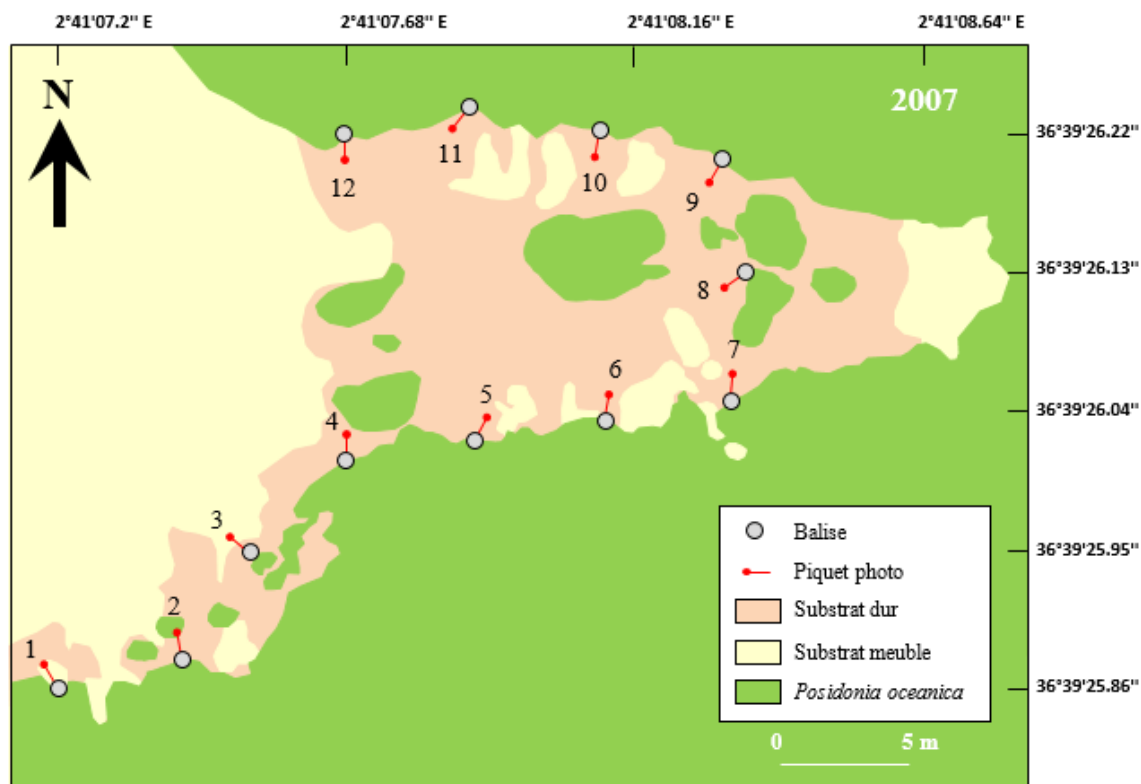 2°41'07.2" E 2°41'07.68" E 2°41'08.16" E 2°41'08.64" E
N
2007
36°39'26.22"
11
10
12
9
36°39'26.13"
8
7
6
5
36°39'26.04"
4
3
36°39'25.95"
2
1
36°39'25.86"
Balise
Piquet photo
Substrat dur
Substrat meuble
Posidonia oceanica
0 5 m